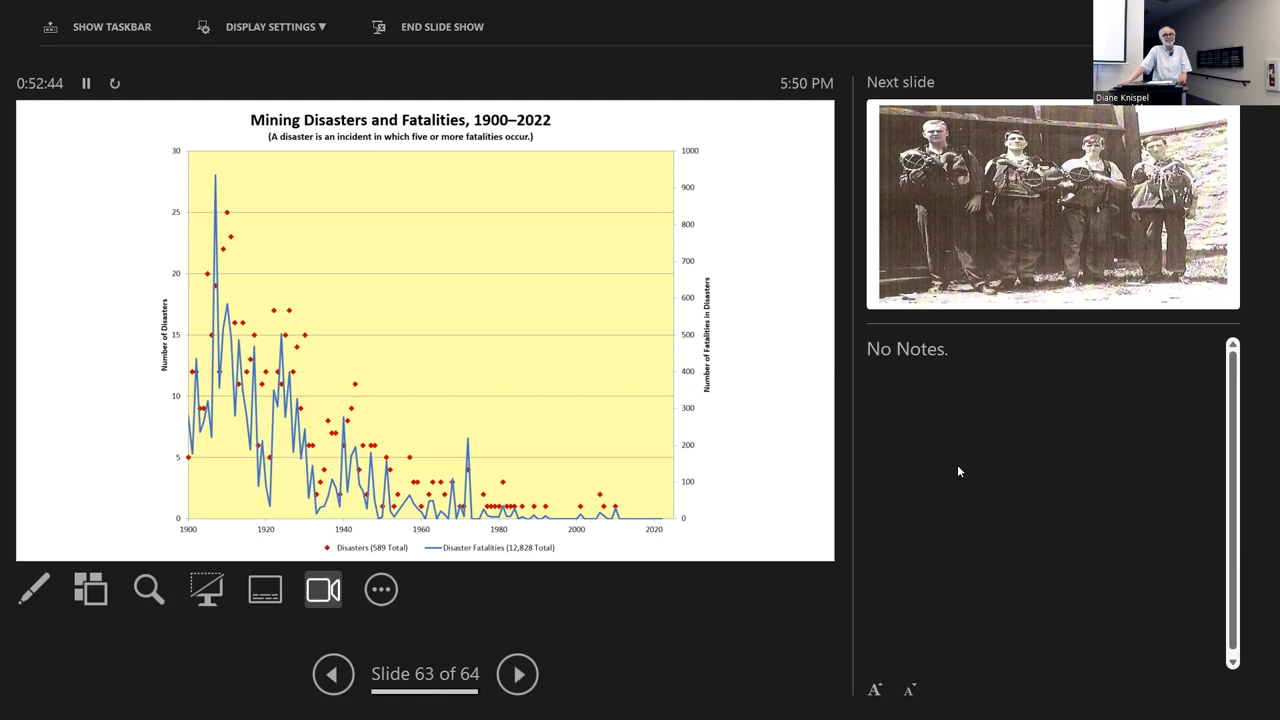 SHOW TASKBAR
DISPLAY SETTINGS ▼
END SLIDE SHOW
0:52:44
5:50 PM
Next slide
Diane Knispel
Mining Disasters and Fatalities, 1900–2022
(A disaster is an incident in which five or more fatalities occur.)
30
25
20
15
10
5
0
Number of Disasters
1000
900
800
700
600
500
400
300
200
100
0
Number of Fatalities in Disasters
1900
1920
1940
1960
1980
2000
2020
Disasters (589 Total)
Disaster Fatalities (12,828 Total)
No Notes.
Slide 63 of 64
A
A